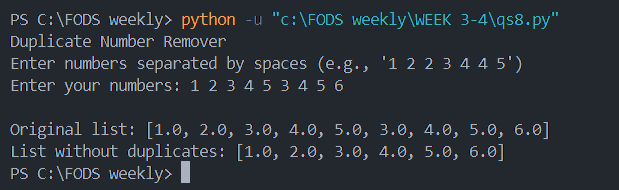 PS C:\FODS weekly> python -u "c:\FODS weekly\WEEK 3-4\qs8.py"
Duplicate Number Remover
Enter numbers separated by spaces (e.g., '1 2 2 3 4 4 5')
Enter your numbers: 1 2 3 4 5 3 4 5 6
Original list: [1.0, 2.0, 3.0, 4.0, 5.0, 3.0, 4.0, 5.0, 6.0]
List without duplicates: [1.0, 2.0, 3.0, 4.0, 5.0, 6.0]
PS C:\FODS weekly>